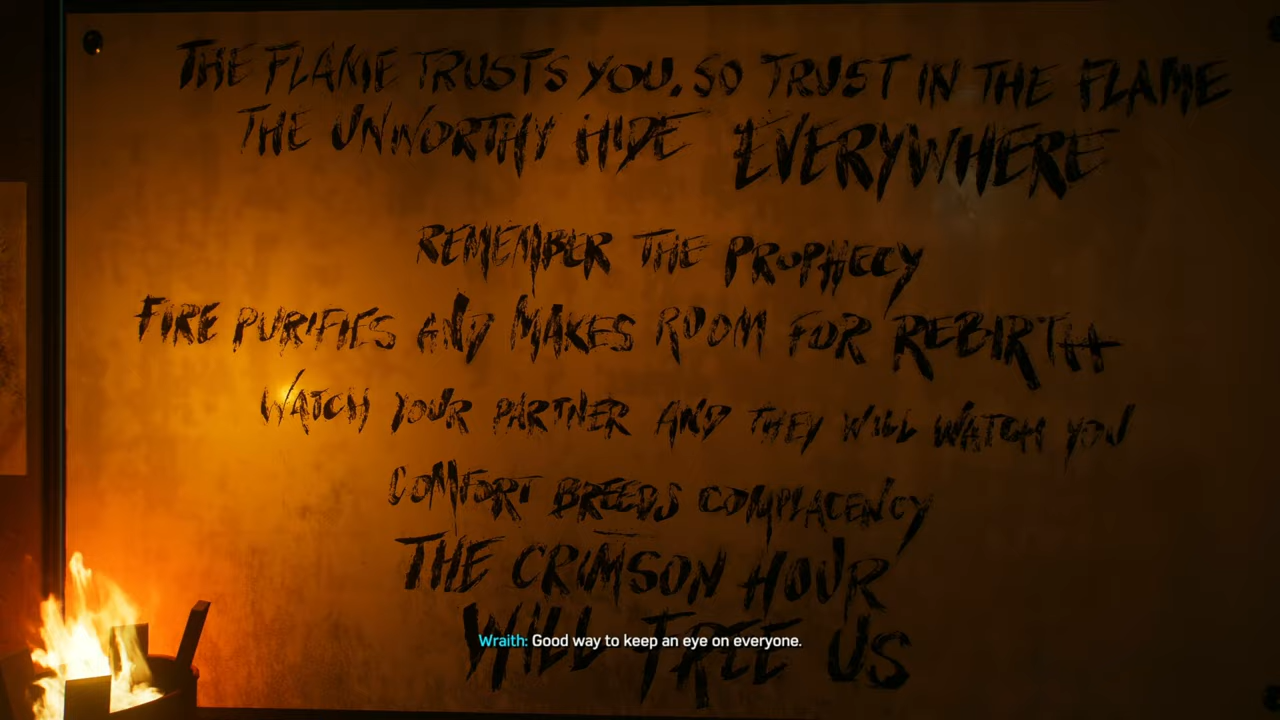 THE FLAME TRUSTS YOU, SO TRUST IN THE FLAME
THE UNWORTHY HIDE EVERYWHERE
REMEMBER THE PROPHECY
FIRE PURIFIES AND MAKES ROOM FOR REBIRTH
WATCH YOUR PARTNER AND THEY WILL WATCH YOU
COMFORT BREEDS COMPLACENCY
THE CRIMSON HOUR
WILL FREE US
Wraith: Good way to keep an eye on everyone.